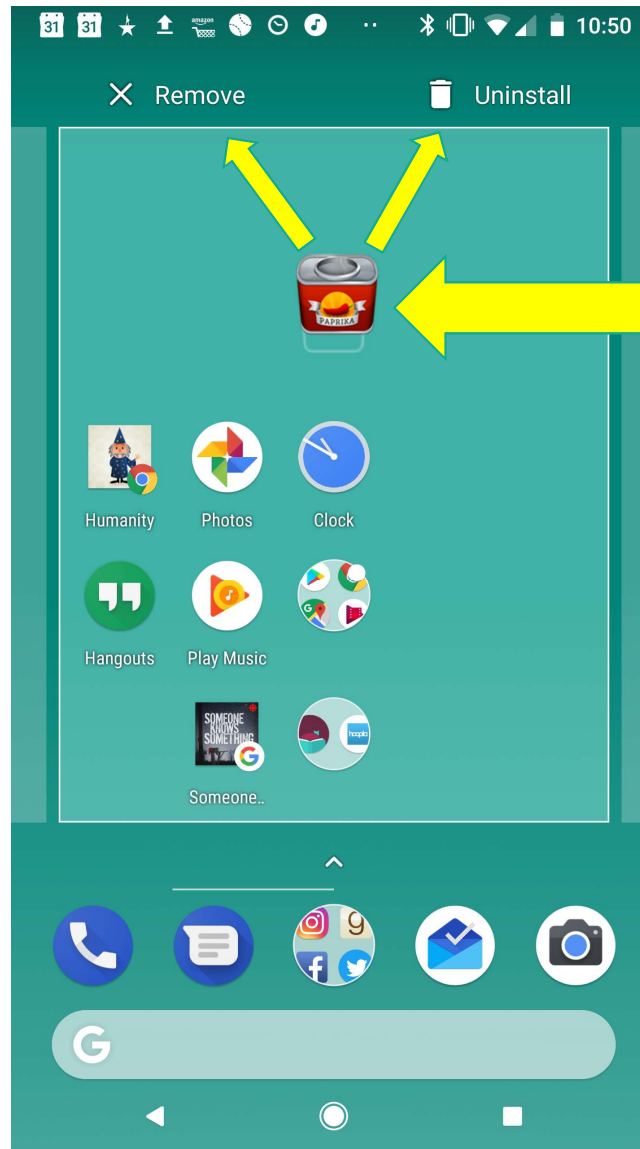 31 31 amazon 10:50
Remove Uninstall
PAPRIKA
Humanity Photos Clock
Hangouts Play Music
SOMEONE
KNOWS
SOMETHING
hoopla
Someone..